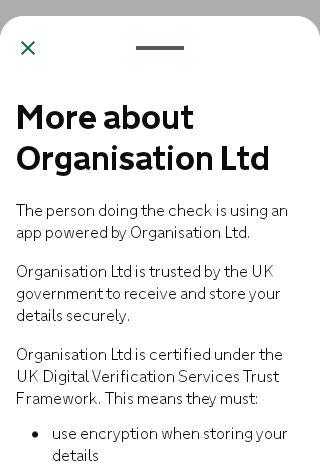 More about
Organisation Ltd
The person doing the check is using an
app powered by Organisation Ltd.
Organisation Ltd is trusted by the UK
government to receive and store your
details securely.
Organisation Ltd is certified under the
UK Digital Verification Services Trust
Framework. This means they must:
• use encryption when storing your
details